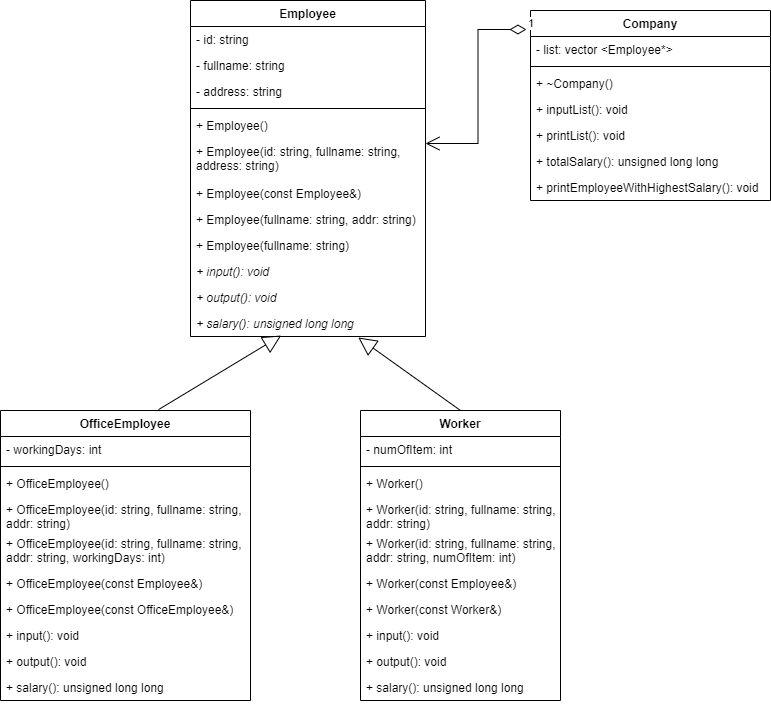 Employee
- id: string
- fullname: string
- address: string
+ Employee()
+ Employee(id: string, fullname: string,
address: string)
+ Employee(const Employee&)
+ Employee(fullname: string, addr: string)
+ Employee(fullname: string)
+ input(): void
+ output(): void
+ salary(): unsigned long long
1
Company
- list: vector <Employee*>
+ ~Company()
+ inputList(): void
+ printList(): void
+ totalSalary(): unsigned long long
+ printEmployeeWithHighestSalary(): void
OfficeEmployee
- workingDays: int
+ OfficeEmployee()
+ OfficeEmployee(id: string, fullname: string,
addr: string)
+ OfficeEmployee(id: string, fullname: string,
addr: string, workingDays: int)
+ OfficeEmployee(const Employee&)
+ OfficeEmployee(const OfficeEmployee&)
+ input(): void
+ output(): void
+ salary(): unsigned long long
Worker
- numOfItem: int
+ Worker()
+ Worker(id: string, fullname: string,
addr: string)
+ Worker(id: string, fullname: string,
addr: string, numOfItem: int)
+ Worker(const Employee&)
+ Worker(const Worker&)
+ input(): void
+ output(): void
+ salary(): unsigned long long